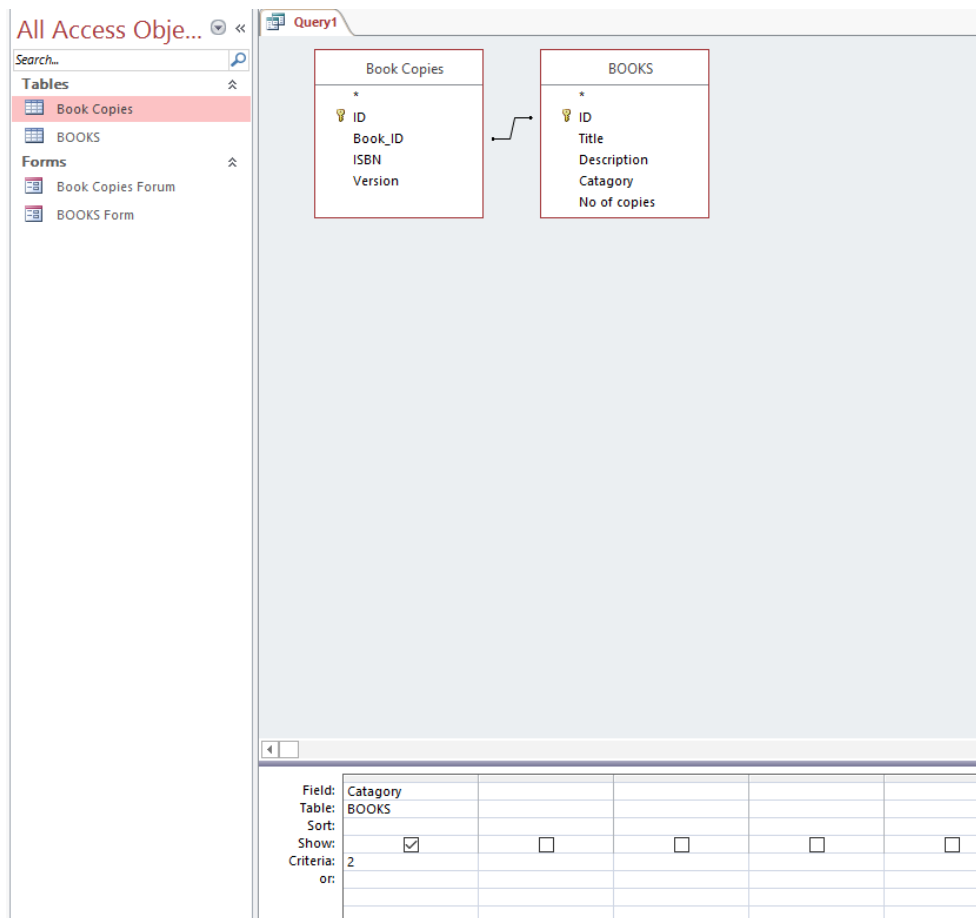 All Access Obje...
Search...
Tables
Book Copies
BOOKS
Forms
Book Copies Forum
BOOKS Form
Query1
Book Copies
*
ID
Book_ID
ISBN
Version
BOOKS
*
ID
Title
Description
Catagory
No of copies
Field: Catagory
Table: BOOKS
Sort:
Show:
Criteria: 2
or: